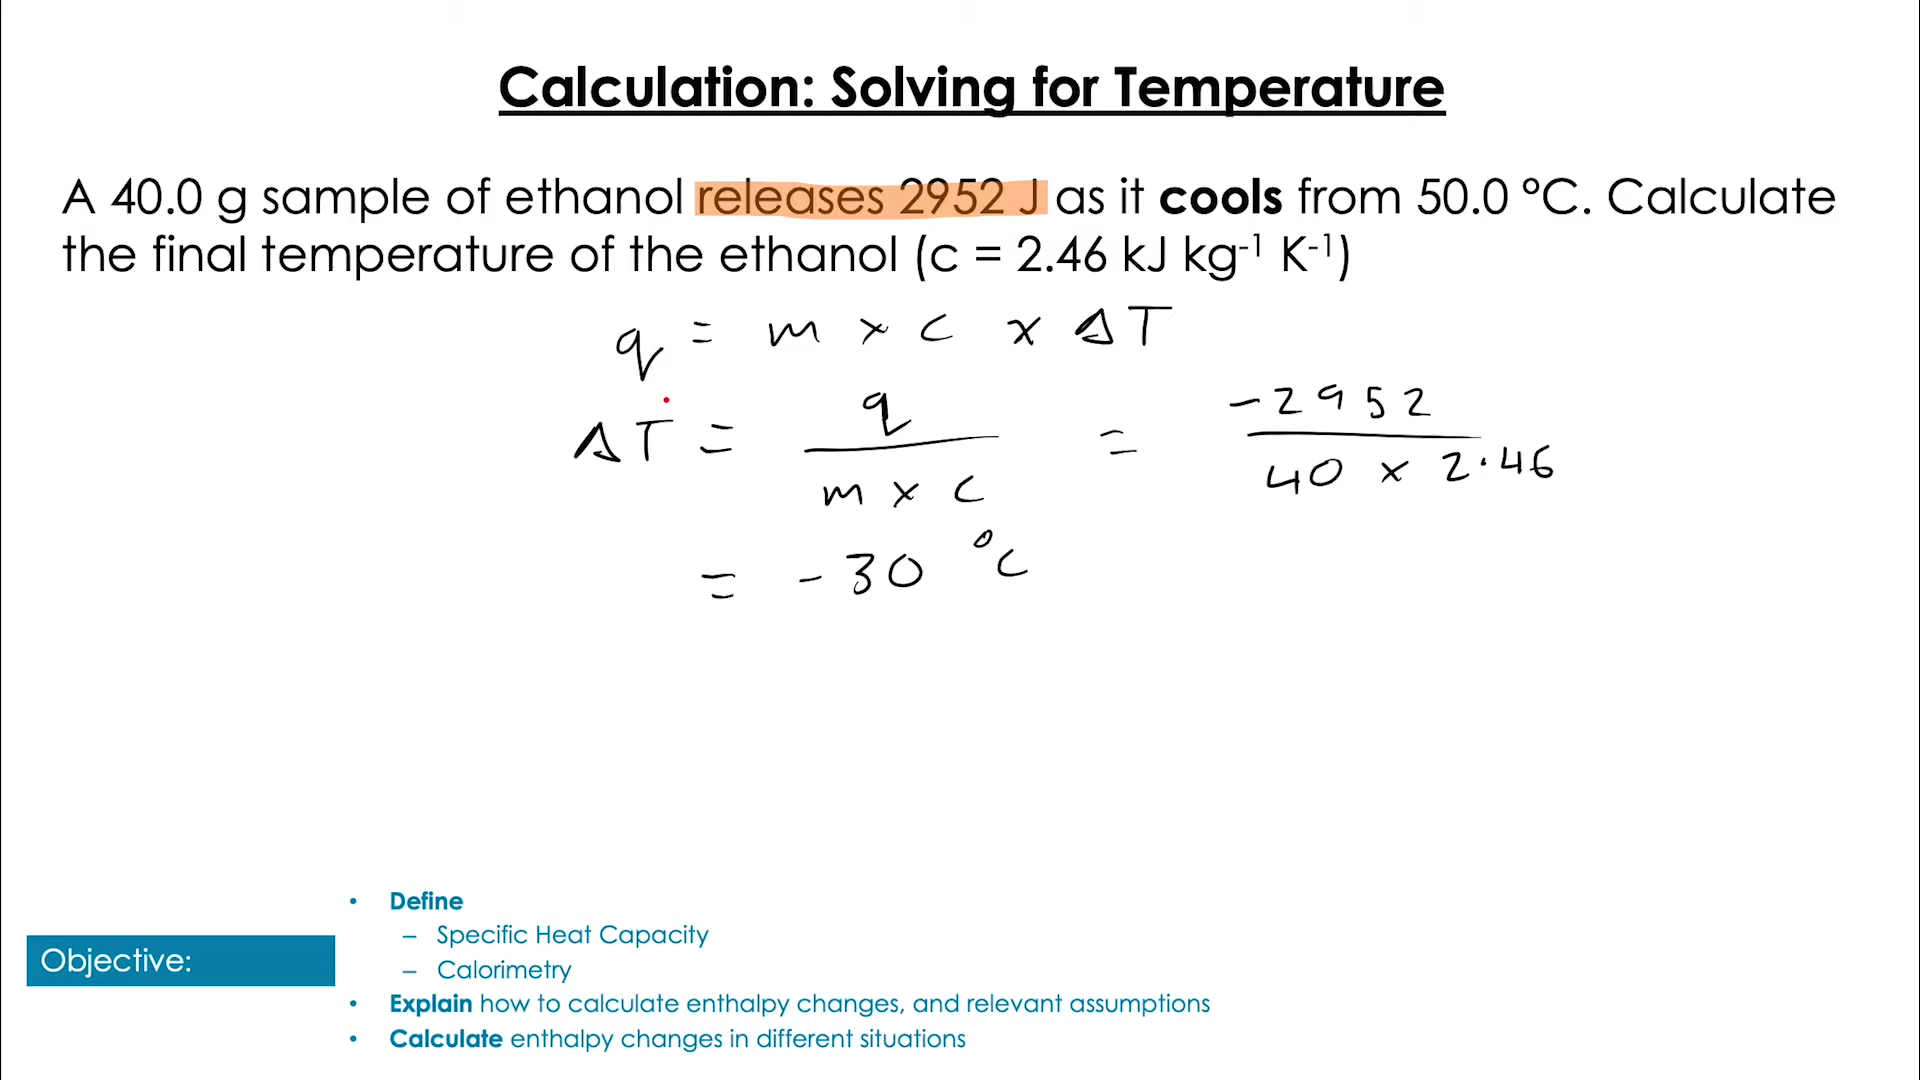 Calculation: Solving for Temperature
A 40.0 g sample of ethanol releases 2952 J as it cools from 50.0 ºC. Calculate
the final temperature of the ethanol (c = 2.46 kJ kg⁻¹ K⁻¹)
q = m × c × ΔT
ΔT = q / m × c = -2952 / 40 × 2.46
= -30 °C
Objective:
• Define
– Specific Heat Capacity
– Calorimetry
• Explain how to calculate enthalpy changes, and relevant assumptions
• Calculate enthalpy changes in different situations